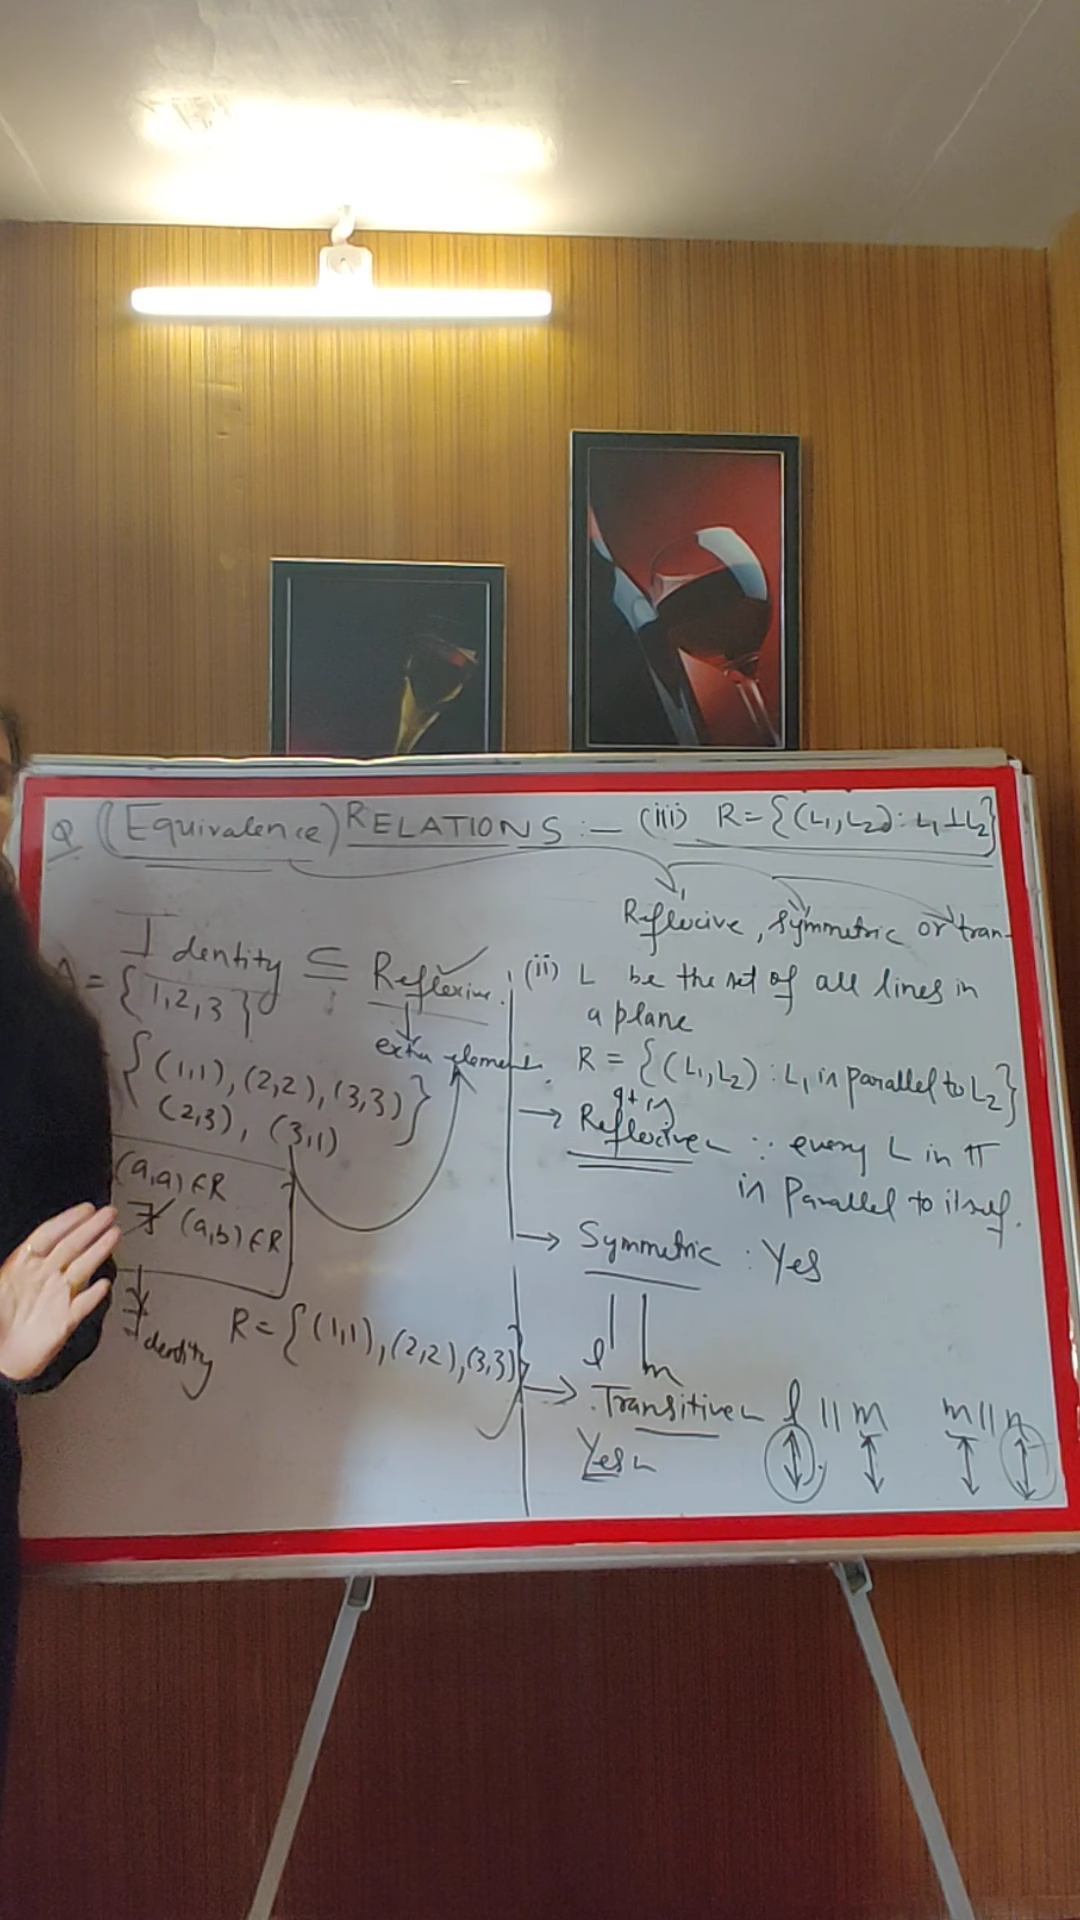 Q (Equivalence) RELATIONS :- (iii) R = {(L₁, L₂) : L₁ ⊥ L₂}
Reflexive, symmetric or tran-
Identity ⊆ Reflexive.
extra element.
A = {1,2,3}
{(1,1), (2,2), (3,3)
(2,3), (3,1)}
(a,a) ∈ R
∄ (a,b) ∈ R
Identity
R = {(1,1), (2,2), (3,3)}
(ii) L be the set of all lines in
a plane
R = {(L₁, L₂) : L₁ is parallel to L₂}
→ Reflexive gt is ∵ every L in π
is Parallel to itself.
→ Symmetric : Yes
l m
→ Transitive l || m m || n
Yes